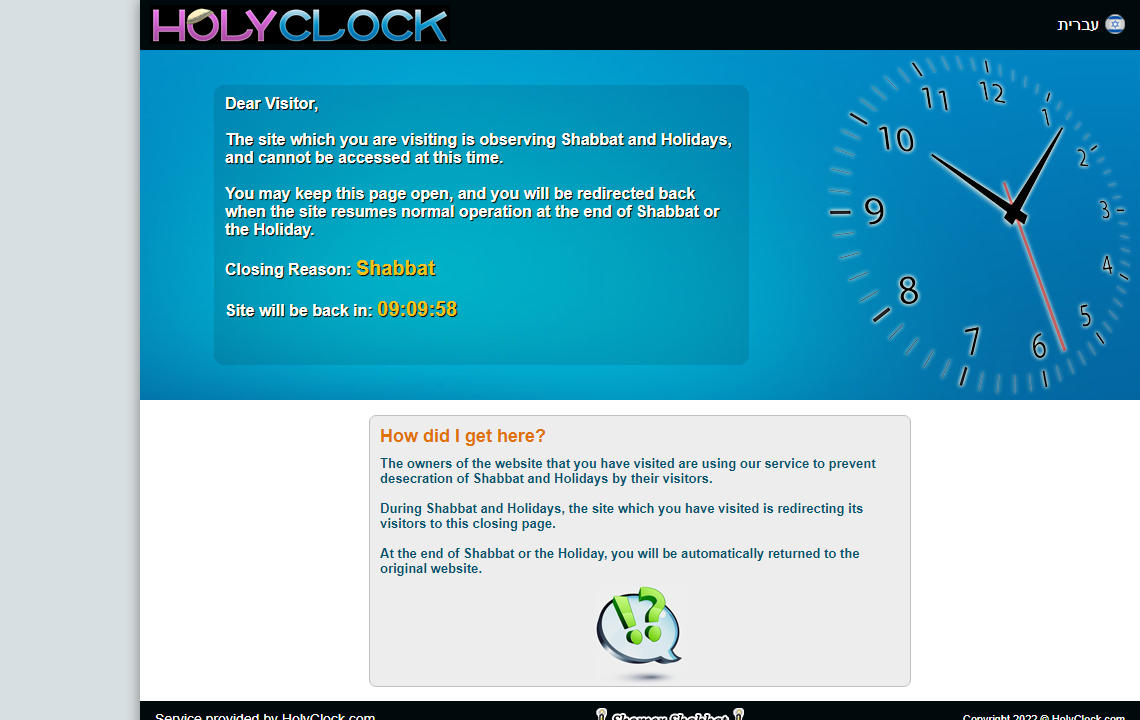 HOLYCLOCK
עברית
Dear Visitor,
The site which you are visiting is observing Shabbat and Holidays,
and cannot be accessed at this time.
You may keep this page open, and you will be redirected back
when the site resumes normal operation at the end of Shabbat or
the Holiday.
Closing Reason: Shabbat
Site will be back in: 09:09:58
12
1
2
3
4
5
6
7
8
9
10
11
How did I get here?
The owners of the website that you have visited are using our service to prevent
desecration of Shabbat and Holidays by their visitors.
During Shabbat and Holidays, the site which you have visited is redirecting its
visitors to this closing page.
At the end of Shabbat or the Holiday, you will be automatically returned to the
original website.
!?
Service provided by HolyClock.com
Shomer Shabbat
Copyright 2022 © HolyClock.com